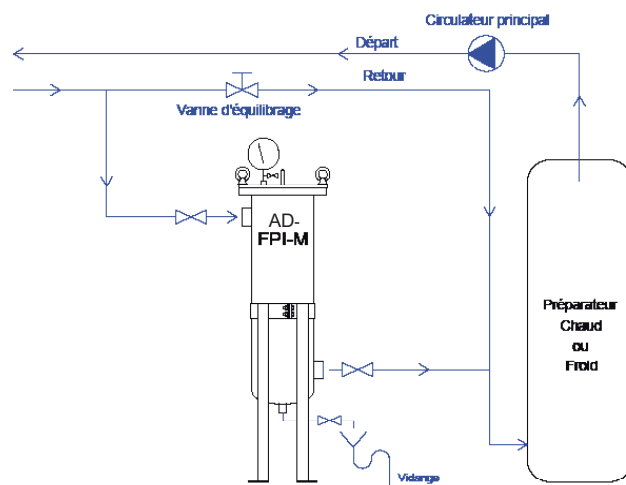 Circulateur principal
Départ
Retour
Vanne d'équilibrage
AD-
FPI-M
Préparateur
Chaud
ou
Froid
Vidange